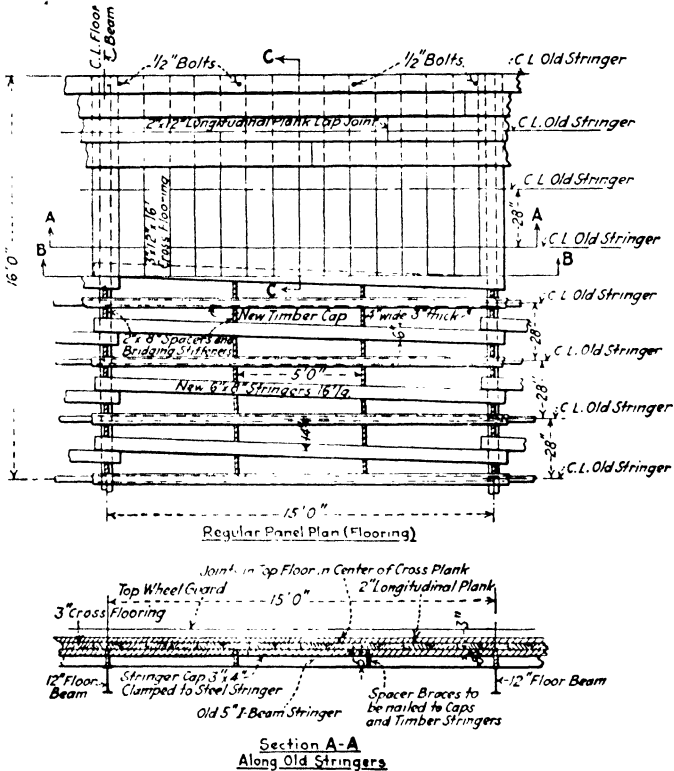 C.L. Floor Beam
1/2" Bolts
C
1/2" Bolts
C L Old Stringer
2"x12" Longitudinal Plank Lap Joint
C L Old Stringer
C L Old Stringer
28"
3"x12"x16' Cross Flooring
16'0"
A
A
C L Old Stringer
B
B
C
C L Old Stringer
New Timber Cap
4" wide 3" thick
2"x8" Spacers and
Bridging Stiffners
6"
28"
C L Old Stringer
5'0"
New 6"x8" Stringers 16' lg.
28"
C L Old Stringer
14"
28"
C.L. Old Stringer
15'0"
Regular Panel Plan (Flooring)
Joints in Top Floor in Center of Cross Plank
Top Wheel Guard
2" Longitudinal Plank
15'0"
3" Cross Flooring
3"
8"
12" Floor
Beam
Stringer Cap 3"x4"
Clamped to Steel Stringer
Old 5" I-Beam Stringer
Spacer Braces to
be nailed to Caps
and Timber Stringers
12" Floor Beam
Section A-A
Along Old Stringers